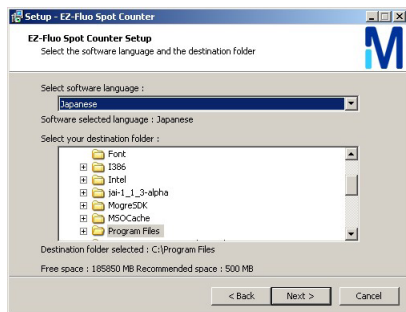 Setup - EZ-Fluo Spot Counter
EZ-Fluo Spot Counter Setup
Select the software language and the destination folder
M
Select software language :
Japanese
Software selected language : Japanese
Select your destination folder :
Font
I386
Intel
jai-1_1_3-alpha
MogreSDK
MSOCache
Program Files
Destination folder selected : C:\Program Files
Free space : 185850 MB Recommended space : 500 MB
< Back Next > Cancel